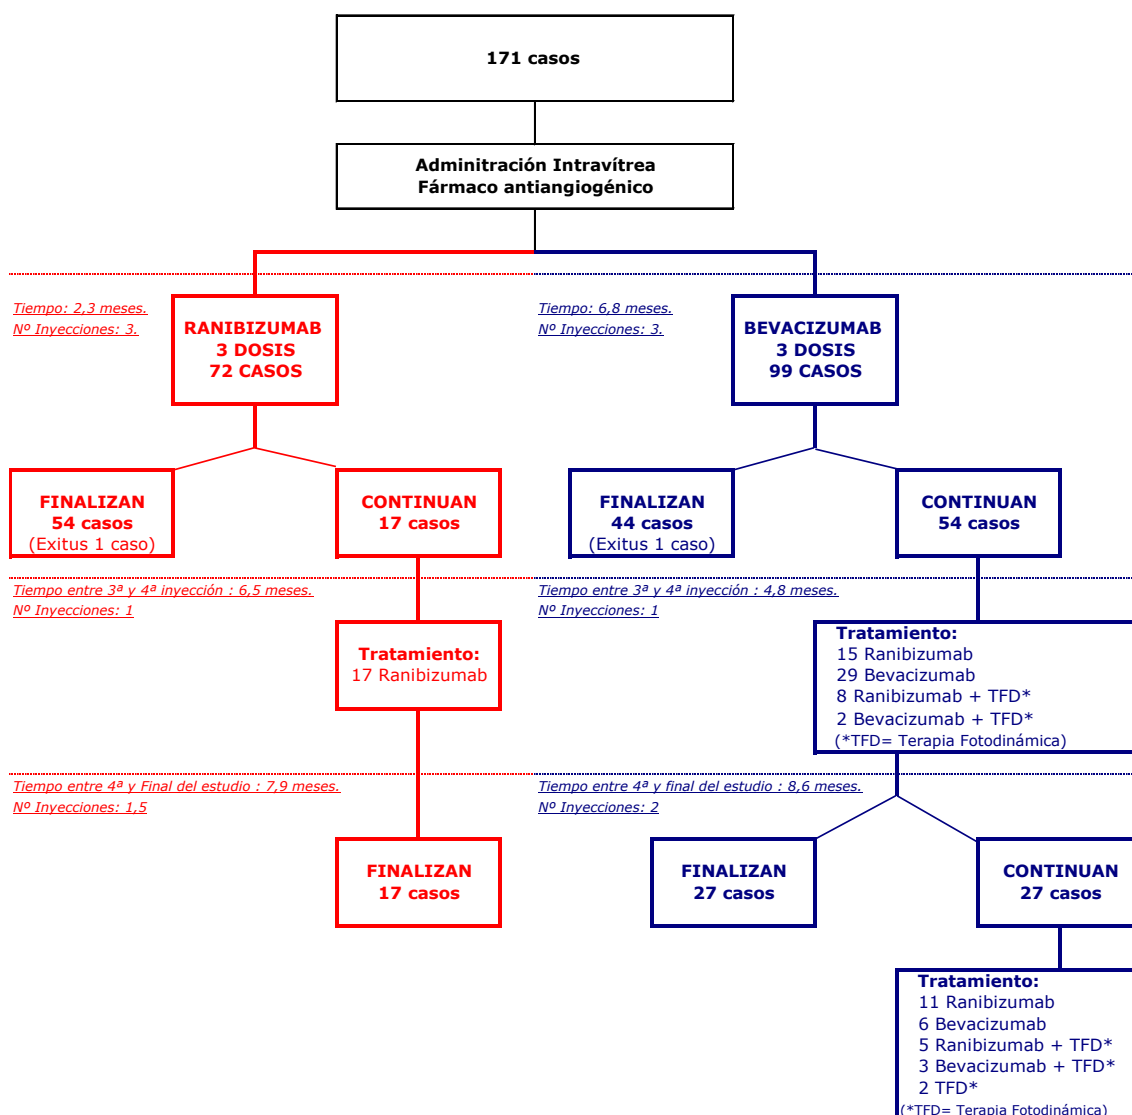 171 casos
Adminitración Intravítrea
Fármaco antiangiogénico
Tiempo: 2,3 meses.
Nº Inyecciones: 3.
RANIBIZUMAB
3 DOSIS
72 CASOS
Tiempo: 6,8 meses.
Nº Inyecciones: 3.
BEVACIZUMAB
3 DOSIS
99 CASOS
FINALIZAN
54 casos
(Exitus 1 caso)
CONTINUAN
17 casos
FINALIZAN
44 casos
(Exitus 1 caso)
CONTINUAN
54 casos
Tiempo entre 3ª y 4ª inyección : 6,5 meses.
Nº Inyecciones: 1
Tiempo entre 3ª y 4ª inyección : 4,8 meses.
Nº Inyecciones: 1
Tratamiento:
17 Ranibizumab
Tratamiento:
15 Ranibizumab
29 Bevacizumab
8 Ranibizumab + TFD*
2 Bevacizumab + TFD*
(*TFD= Terapia Fotodinámica)
Tiempo entre 4ª y Final del estudio : 7,9 meses.
Nº Inyecciones: 1,5
Tiempo entre 4ª y final del estudio : 8,6 meses.
Nº Inyecciones: 2
FINALIZAN
17 casos
FINALIZAN
27 casos
CONTINUAN
27 casos
Tratamiento:
11 Ranibizumab
6 Bevacizumab
5 Ranibizumab + TFD*
3 Bevacizumab + TFD*
2 TFD*
(*TFD= Terapia Fotodinámica)